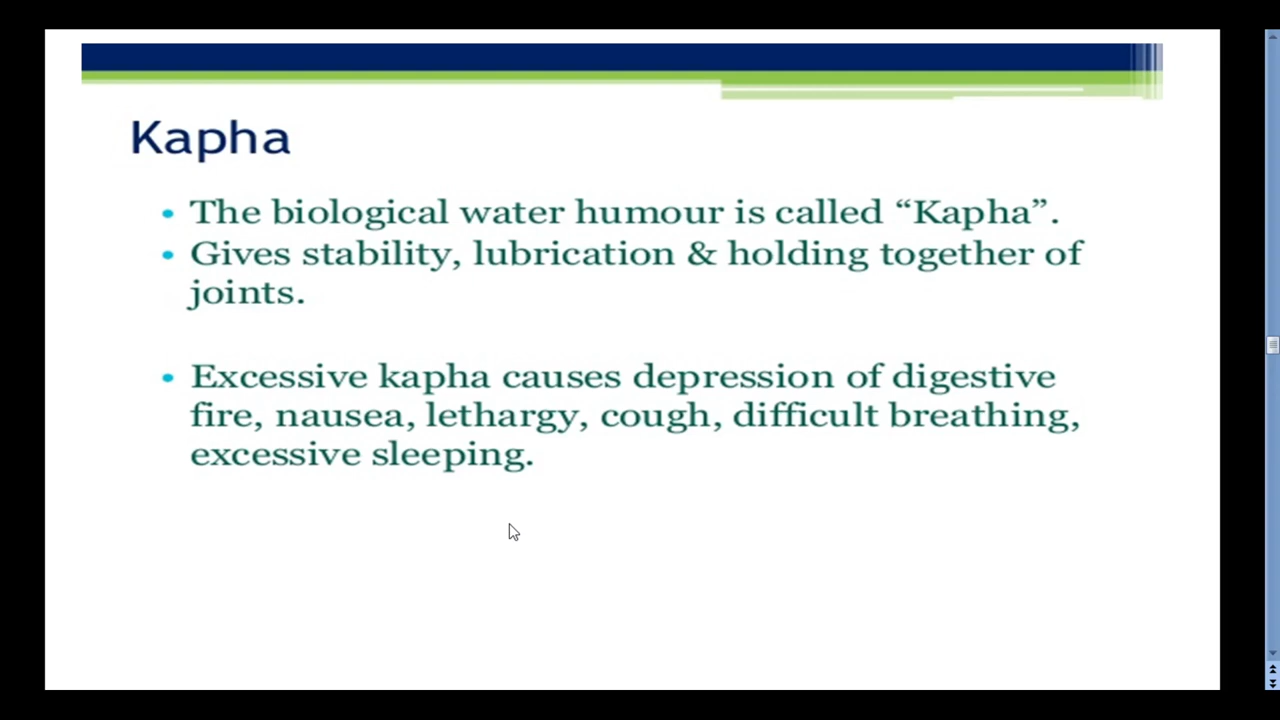 Kapha
• The biological water humour is called “Kapha”.
• Gives stability, lubrication & holding together of
joints.
• Excessive kapha causes depression of digestive
fire, nausea, lethargy, cough, difficult breathing,
excessive sleeping.